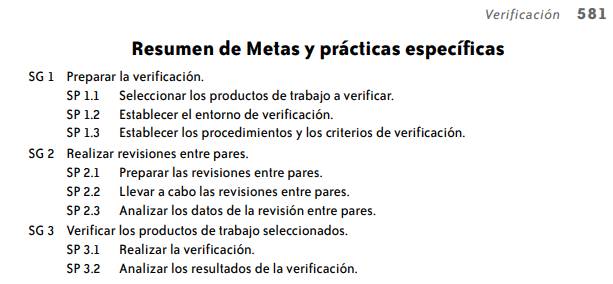 Verificación 581
Resumen de Metas y prácticas específicas
SG 1 Preparar la verificación.
SP 1.1 Seleccionar los productos de trabajo a verificar.
SP 1.2 Establecer el entorno de verificación.
SP 1.3 Establecer los procedimientos y los criterios de verificación.
SG 2 Realizar revisiones entre pares.
SP 2.1 Preparar las revisiones entre pares.
SP 2.2 Llevar a cabo las revisiones entre pares.
SP 2.3 Analizar los datos de la revisión entre pares.
SG 3 Verificar los productos de trabajo seleccionados.
SP 3.1 Realizar la verificación.
SP 3.2 Analizar los resultados de la verificación.